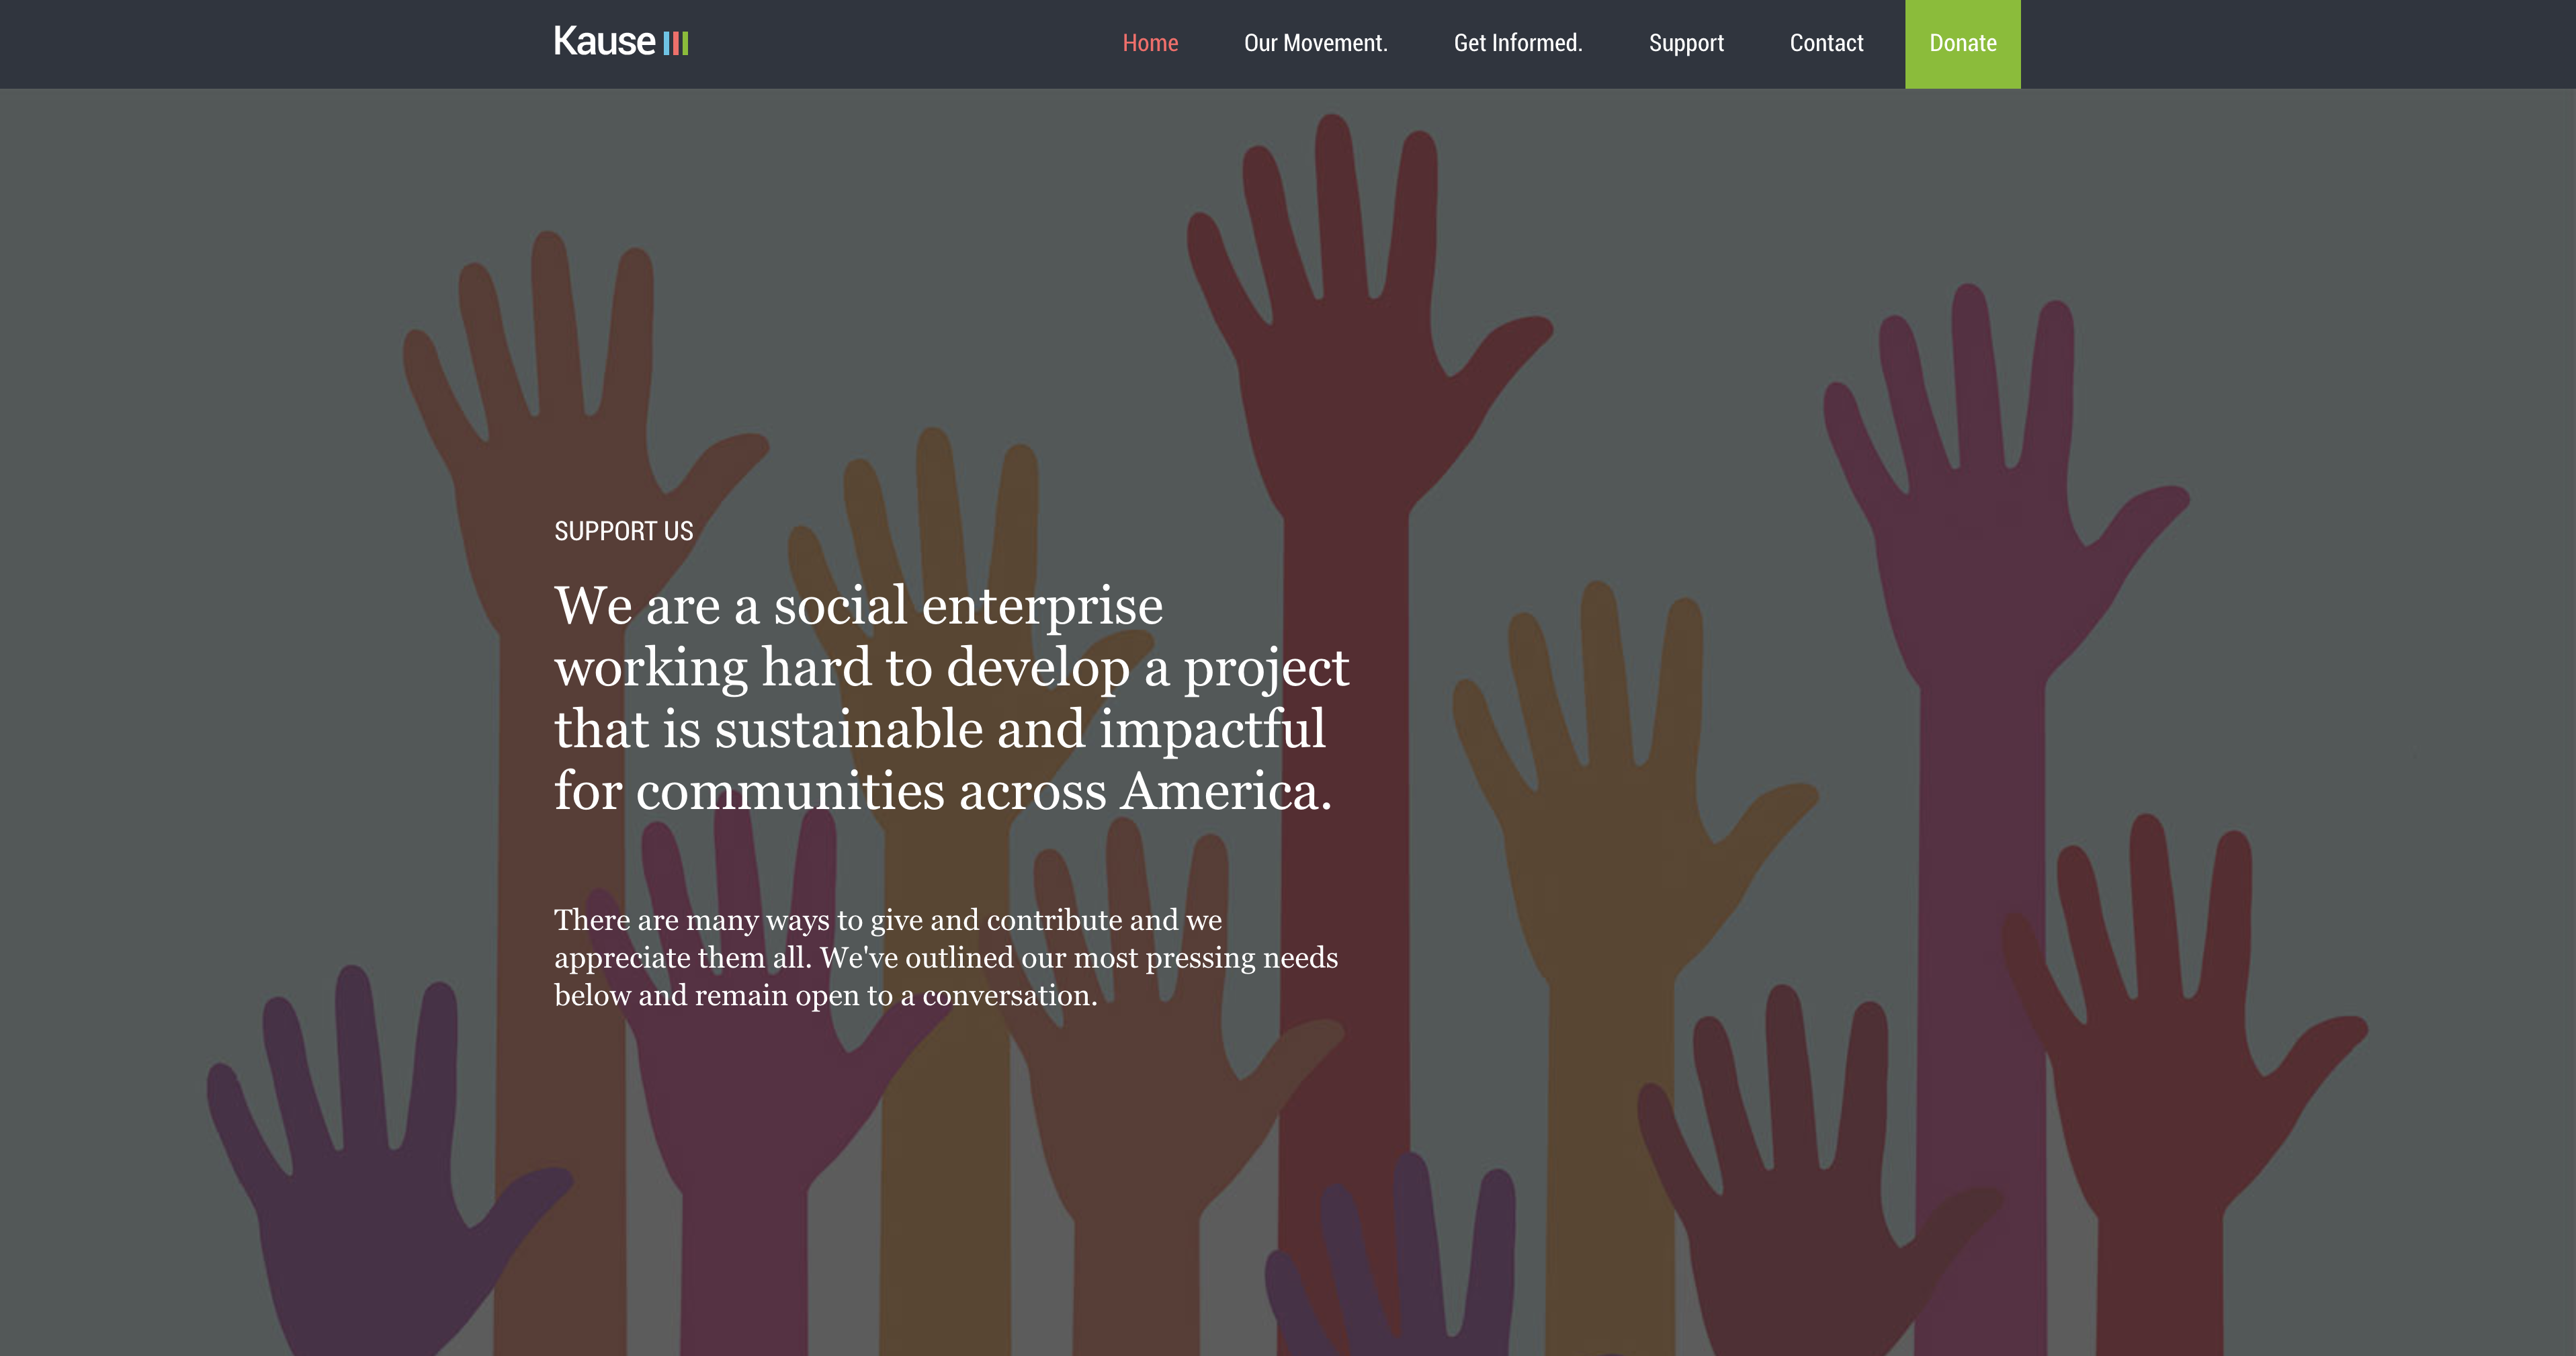 Kause
Home
Our Movement.
Get Informed.
Support
Contact
Donate
SUPPORT US
We are a social enterprise
working hard to develop a project
that is sustainable and impactful
for communities across America.
There are many ways to give and contribute and we
appreciate them all. We've outlined our most pressing needs
below and remain open to a conversation.